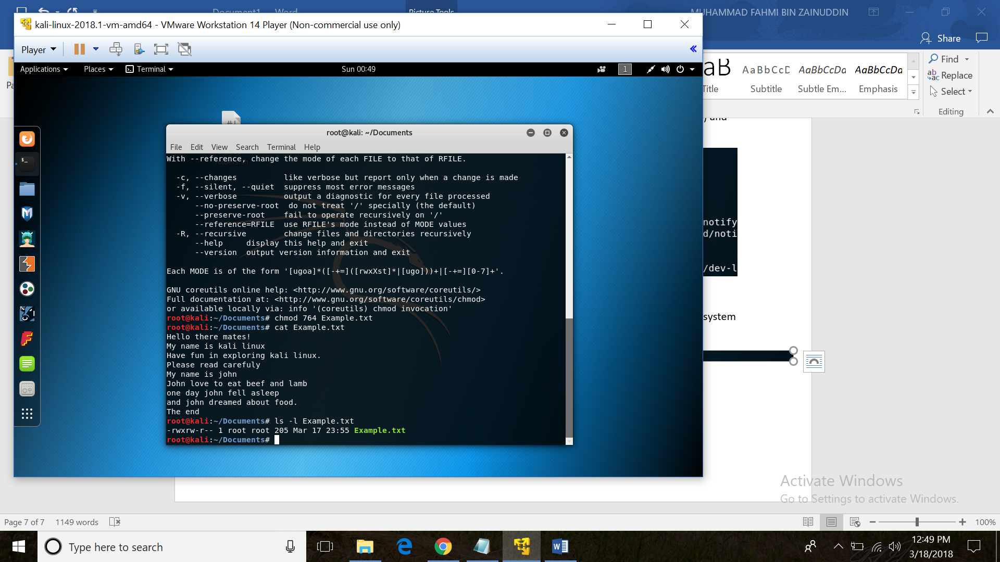 Document1 - Word
Picture Tools
MUHAMMAD FAHMI BIN ZAINUDDIN
Share
kali-linux-2018.1-vm-amd64 - VMware Workstation 14 Player (Non-commercial use only)
Player
Applications Places Terminal
Sun 00:49
1
AaBbCcD AaBbCcDd AaBbCcDd
Title Subtitle Subtle Em... Emphasis
Find
Replace
Select
Editing
root@kali: ~/Documents
File Edit View Search Terminal Help
With --reference, change the mode of each FILE to that of RFILE.
-c, --changes like verbose but report only when a change is made
-f, --silent, --quiet suppress most error messages
-v, --verbose output a diagnostic for every file processed
--no-preserve-root do not treat '/' specially (the default)
--preserve-root fail to operate recursively on '/'
--reference=RFILE use RFILE's mode instead of MODE values
-R, --recursive change files and directories recursively
--help display this help and exit
--version output version information and exit
Each MODE is of the form '[ugoa]*([-+=]([rwxXst]*|[ugo]))+|[-+=][0-7]+'.
GNU coreutils online help: <http://www.gnu.org/software/coreutils/>
Full documentation at: <http://www.gnu.org/software/coreutils/chmod>
or available locally via: info '(coreutils) chmod invocation'
root@kali:~/Documents# chmod 764 Example.txt
root@kali:~/Documents# cat Example.txt
Hello there mates!
My name is kali linux
Have fun in exploring kali linux.
Please read carefuly
My name is john
John love to eat beef and lamb
one day john fell asleep
and john dreamed about food.
The end
root@kali:~/Documents# ls -l Example.txt
-rwxrw-r-- 1 root root 205 Mar 17 23:55 Example.txt
root@kali:~/Documents#
and
notify
d/noti
/dev-l
system
Activate Windows
Go to Settings to activate Windows.
Page 7 of 7 1149 words
100%
Type here to search
12:49 PM
3/18/2018